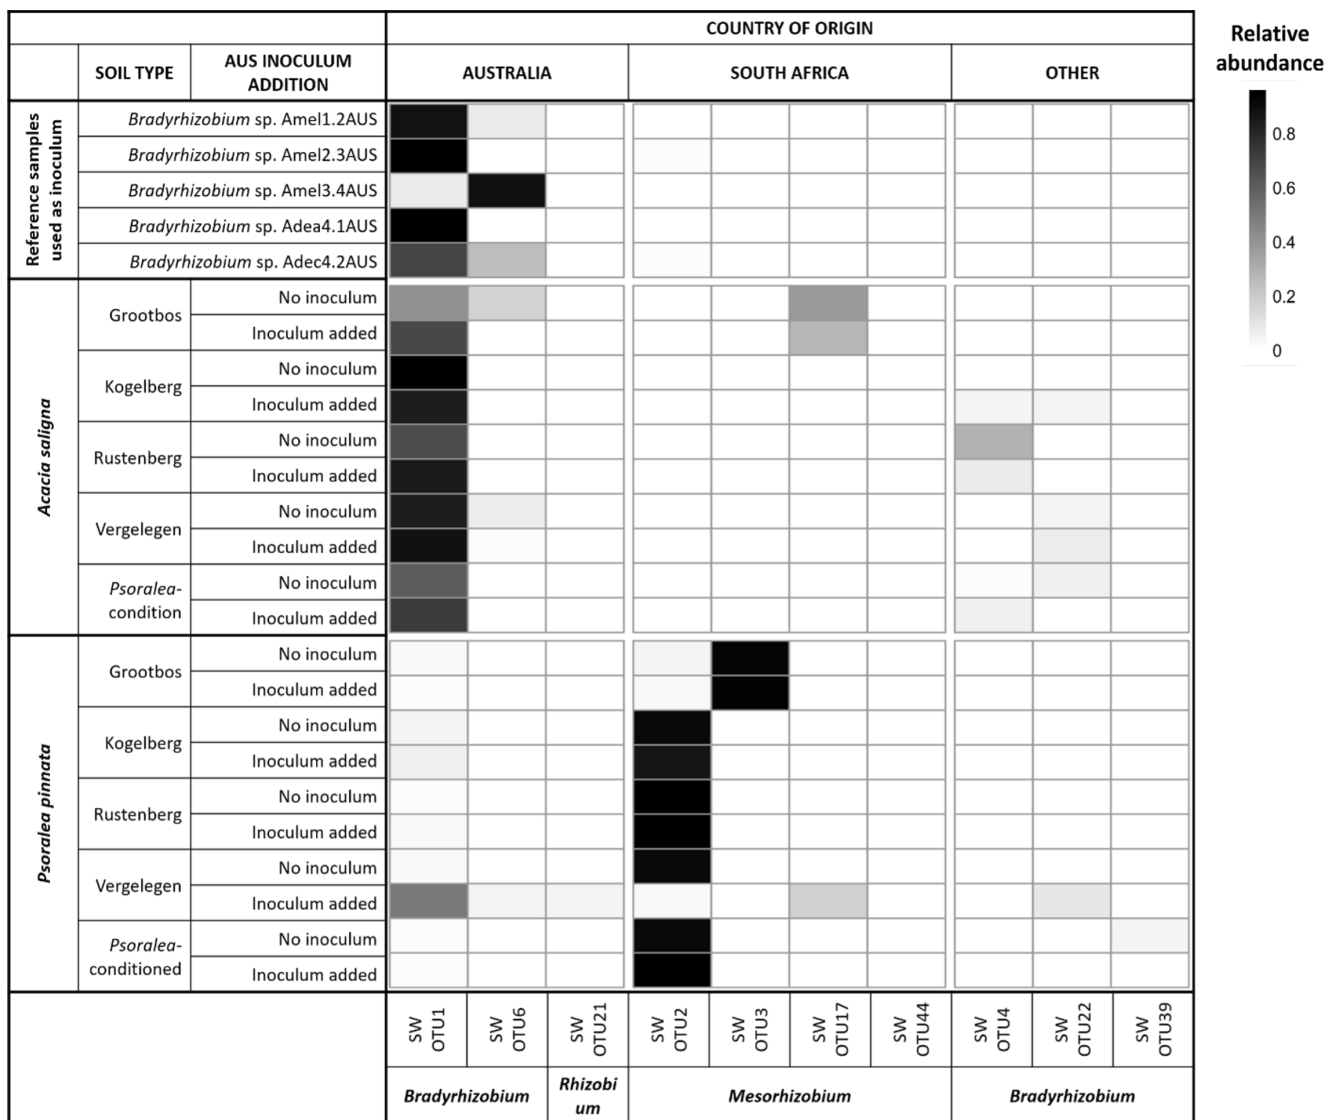 COUNTRY OF ORIGIN
SOIL TYPE
AUS INOCULUM
ADDITION
AUSTRALIA
SOUTH AFRICA
OTHER
Relative
abundance
0.8
0.6
0.4
0.2
0
Reference samples
used as inoculum
Bradyrhizobium sp. Amel1.2AUS
Bradyrhizobium sp. Amel2.3AUS
Bradyrhizobium sp. Amel3.4AUS
Bradyrhizobium sp. Adea4.1AUS
Bradyrhizobium sp. Adec4.2AUS
Acacia saligna
Grootbos
No inoculum
Inoculum added
Kogelberg
No inoculum
Inoculum added
Rustenberg
No inoculum
Inoculum added
Vergelegen
No inoculum
Inoculum added
Psoralea-
condition
No inoculum
Inoculum added
Psoralea pinnata
Grootbos
No inoculum
Inoculum added
Kogelberg
No inoculum
Inoculum added
Rustenberg
No inoculum
Inoculum added
Vergelegen
No inoculum
Inoculum added
Psoralea-
conditioned
No inoculum
Inoculum added
SW
OTU1
SW
OTU6
SW
OTU21
SW
OTU2
SW
OTU3
SW
OTU17
SW
OTU44
SW
OTU4
SW
OTU22
SW
OTU39
Bradyrhizobium
Rhizobi
um
Mesorhizobium
Bradyrhizobium